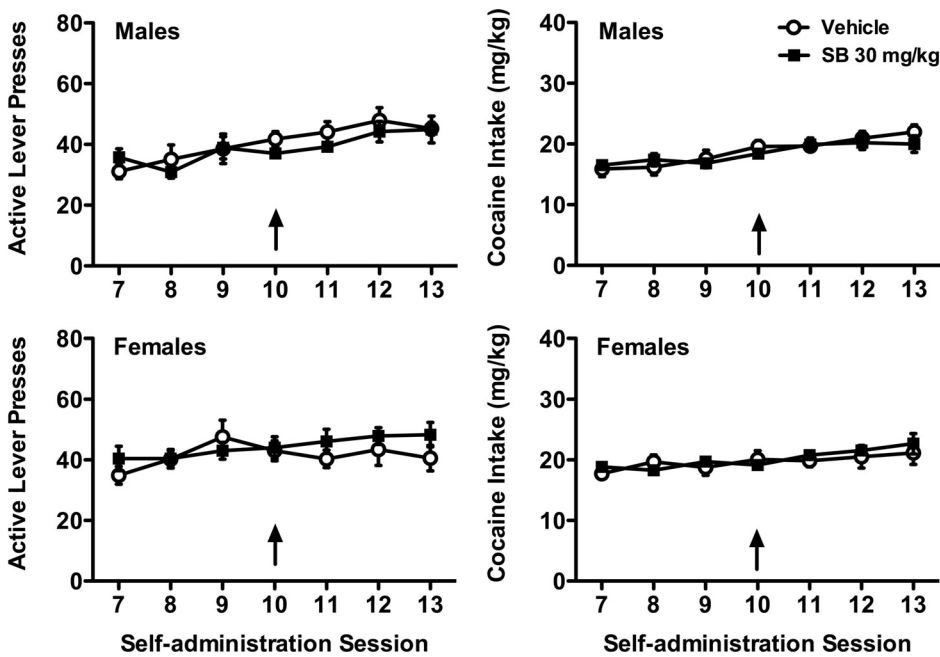 Males
Active Lever Presses
80
60
40
20
0
7 8 9 10 11 12 13
Males
Vehicle
SB 30 mg/kg
Cocaine Intake (mg/kg)
40
30
20
10
0
7 8 9 10 11 12 13
Females
Active Lever Presses
80
60
40
20
0
7 8 9 10 11 12 13
Self-administration Session
Females
Cocaine Intake (mg/kg)
40
30
20
10
0
7 8 9 10 11 12 13
Self-administration Session